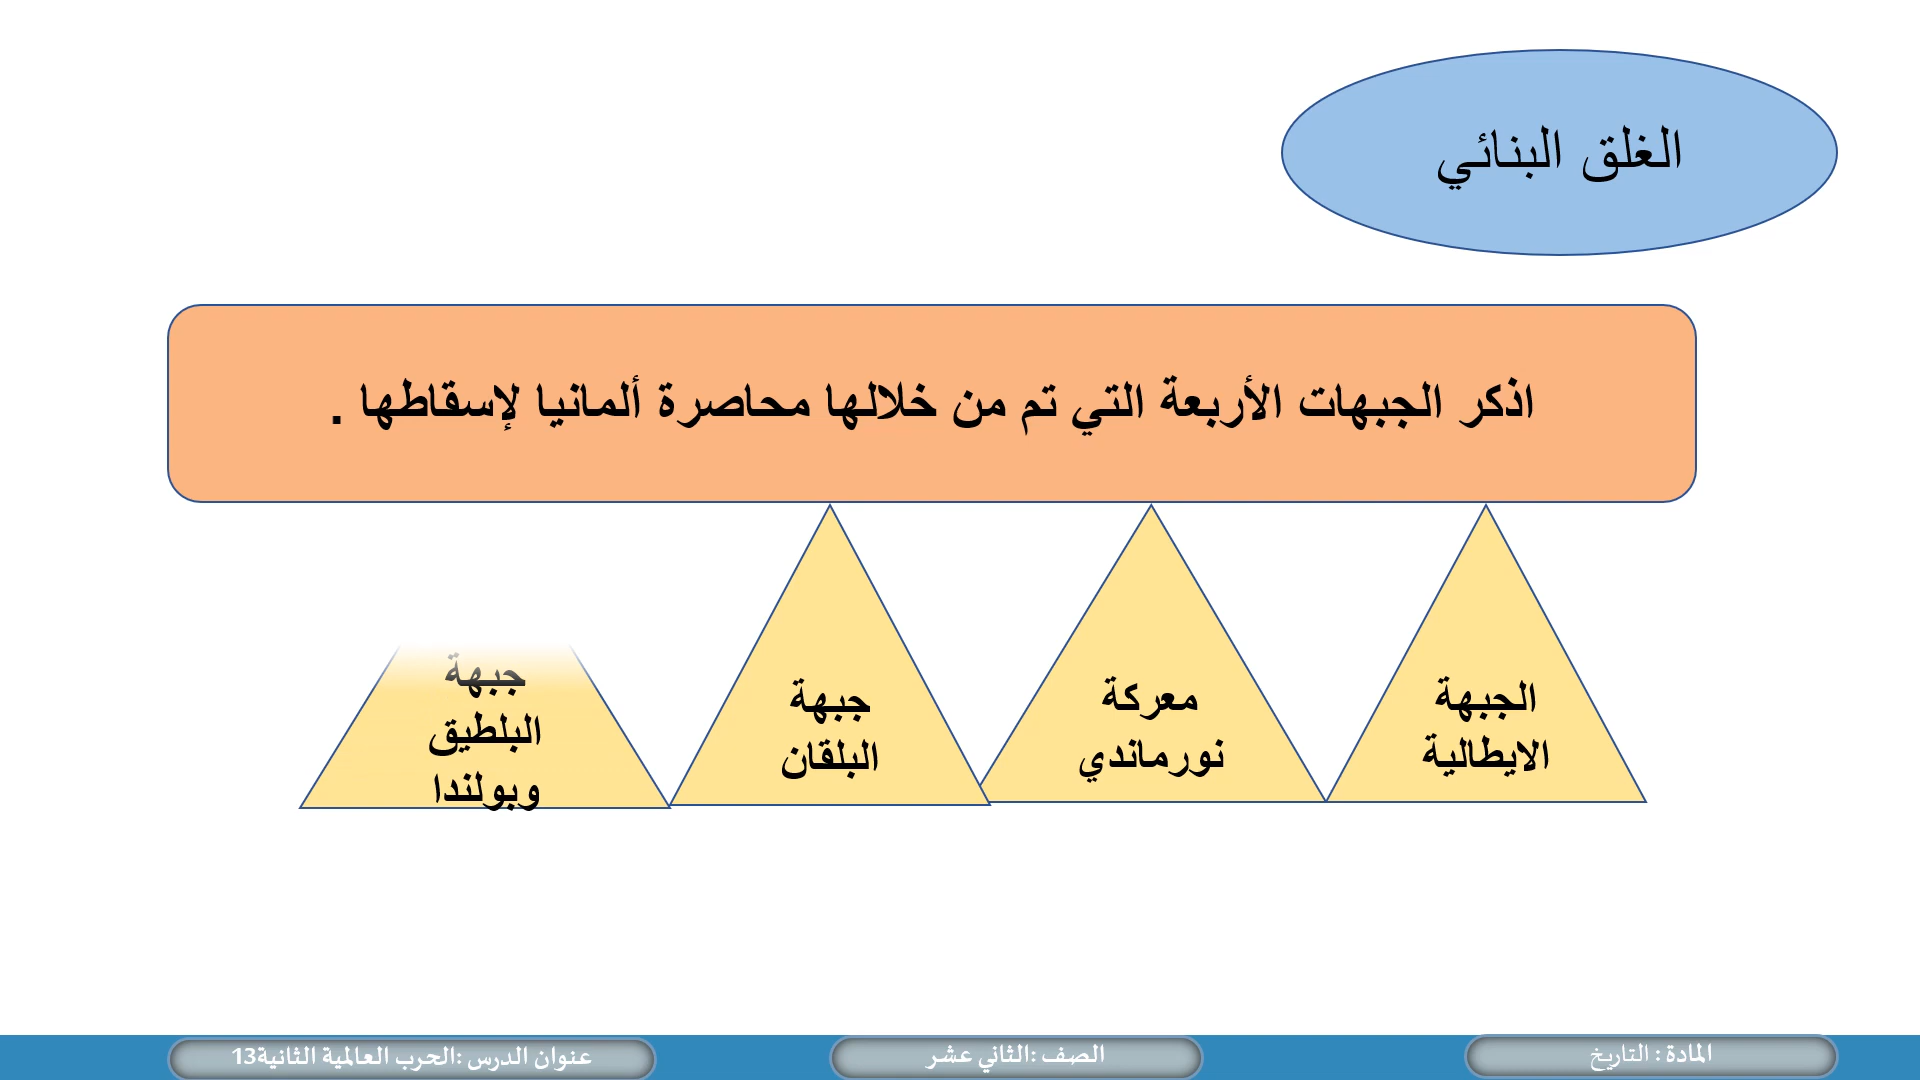 الغلق البنائي
اذكر الجبهات الأربعة التي تم من خلالها محاصرة ألمانيا لإسقاطها .
الجبهة
الايطالية
معركة
نورماندي
جبهة
البلقان
جبهة
البلطيق
وبولندا
المادة : التاريخ
الصف :الثاني عشر
عنوان الدرس :الحرب العالمية الثانية13